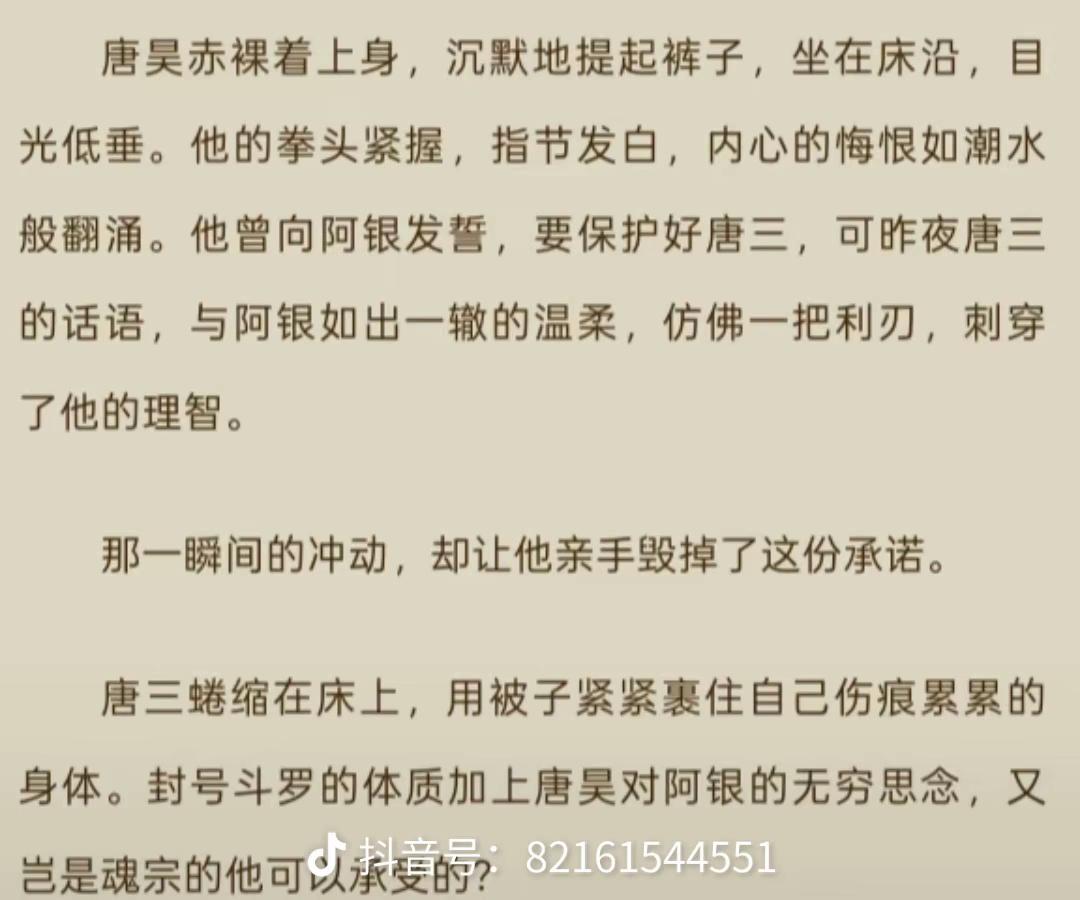 唐昊赤裸着上身，沉默地提起裤子，坐在床沿，目
光低垂。他的拳头紧握，指节发白，内心的悔恨如潮水
般翻涌。他曾向阿银发誓，要保护好唐三，可昨夜唐三
的话语，与阿银如出一辙的温柔，仿佛一把利刃，刺穿
了他的理智。
那一瞬间的冲动，却让他亲手毁掉了这份承诺。
唐三蜷缩在床上，用被子紧紧裹住自己伤痕累累的
身体。封号斗罗的体质加上唐昊对阿银的无穷思念，又
岂是魂宗的他可以承受的？
抖音号：82161544551